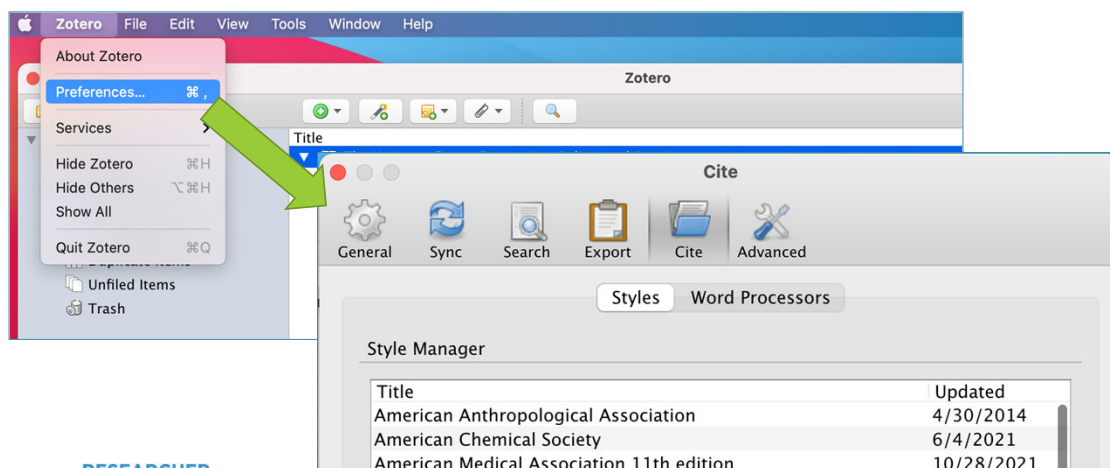 Zotero File Edit View Tools Window Help
About Zotero
Preferences... ⌘ ,
Services
Hide Zotero ⌘H
Hide Others ⌥⌘H
Show All
Quit Zotero ⌘Q
Unfiled Items
Trash
Zotero
Title
Cite
General Sync Search Export Cite Advanced
Styles Word Processors
Style Manager
Title Updated
American Anthropological Association 4/30/2014
American Chemical Society 6/4/2021
American Medical Association 11th edition 10/28/2021
RESEARCHER